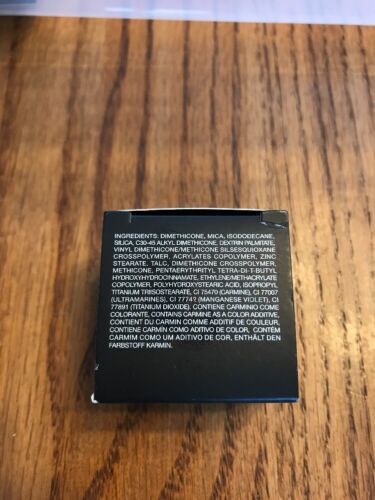 INGREDIENTS: DIMETHICONE, MICA, ISODODECANE,
SILICA, C30-45 ALKYL DIMETHICONE, DEXTRIN PALMITATE,
VINYL DIMETHICONE/METHICONE SILSESQUIOXANE
CROSSPOLYMER, ACRYLATES COPOLYMER, ZINC
STEARATE, TALC, DIMETHICONE CROSSPOLYMER,
METHICONE, PENTAERYTHRITYL TETRA-DI-T-BUTYL
HYDROXYHYDROCINNAMATE, ETHYLENE/METHACRYLATE
COPOLYMER, POLYHYDROXYSTEARIC ACID, ISOPROPYL
TITANIUM TRIISOSTEARATE, CI 75470 (CARMINE), CI 77007
(ULTRAMARINES), CI 77742 (MANGANESE VIOLET), CI
77891 (TITANIUM DIOXIDE). CONTIENE CARMINIO COME
COLORANTE, CONTAINS CARMINE AS A COLOR ADDITIVE,
CONTIENT DU CARMIN COMME ADDITIF DE COULEUR,
CONTIENE CARMÍN COMO ADITIVO DE COLOR, CONTÉM
CARMIM COMO UM ADITIVO DE COR, ENTHÄLT DEN
FARBSTOFF KARMIN.